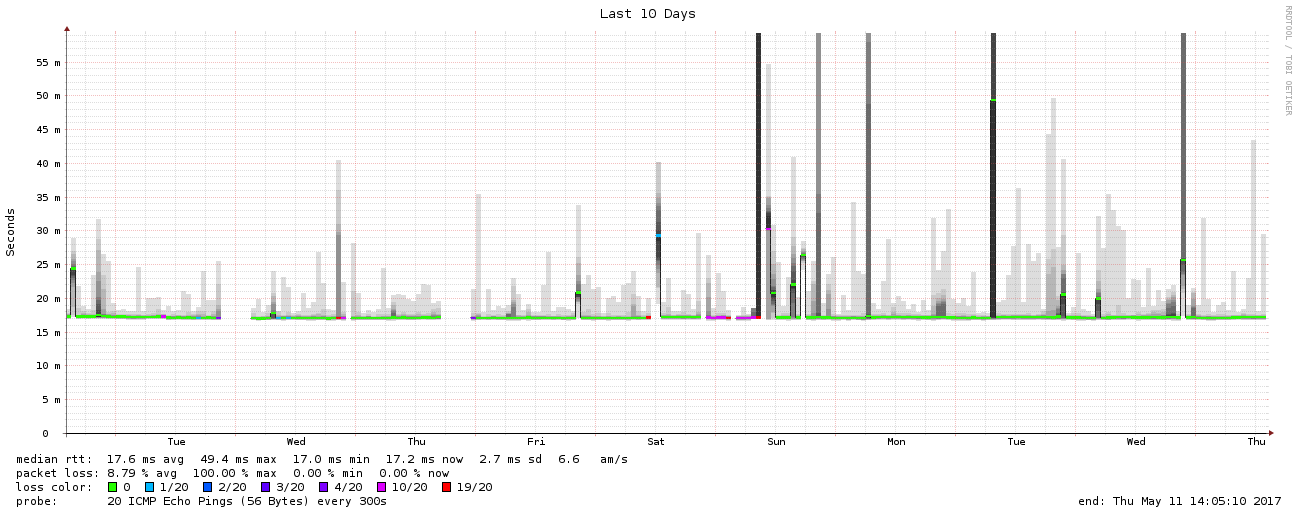 Last 10 Days
RRDTOOL / TOBI OETIKER
Seconds
55 m
50 m
45 m
40 m
35 m
30 m
25 m
20 m
15 m
10 m
5 m
0
Tue Wed Thu Fri Sat Sun Mon Tue Wed Thu
median rtt: 17.6 ms avg 49.4 ms max 17.0 ms min 17.2 ms now 2.7 ms sd 6.6 am/s
packet loss: 8.79 % avg 100.00 % max 0.00 % min 0.00 % now
loss color: 0 1/20 2/20 3/20 4/20 10/20 19/20
probe: 20 ICMP Echo Pings (56 Bytes) every 300s end: Thu May 11 14:05:10 2017